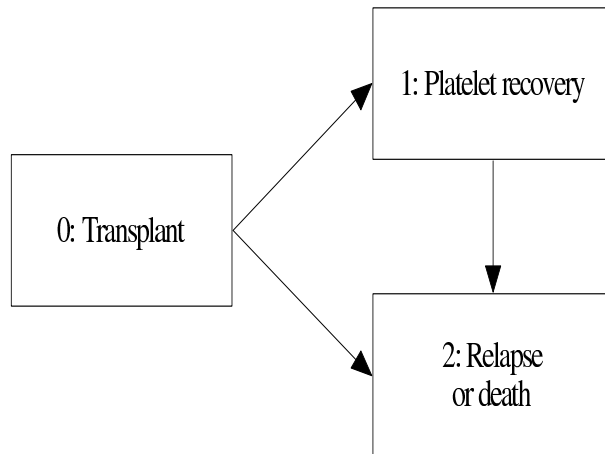 1: Platelet recovery
0: Transplant
2: Relapse
or death